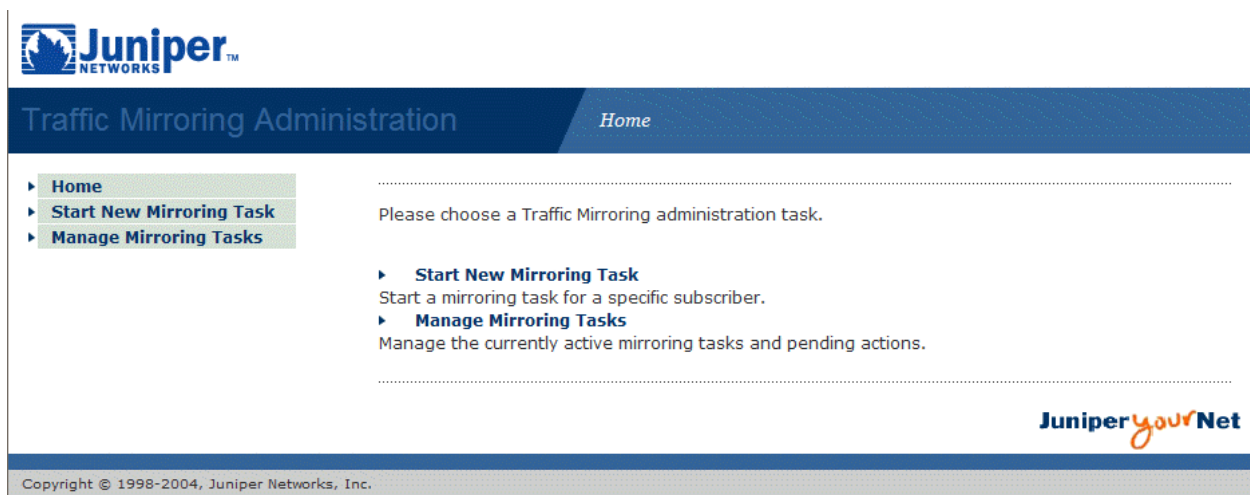 Juniper™
NETWORKS
Traffic Mirroring Administration
Home
Home
Start New Mirroring Task
Manage Mirroring Tasks
Please choose a Traffic Mirroring administration task.
Start New Mirroring Task
Start a mirroring task for a specific subscriber.
Manage Mirroring Tasks
Manage the currently active mirroring tasks and pending actions.
Juniper your Net
Copyright © 1998-2004, Juniper Networks, Inc.